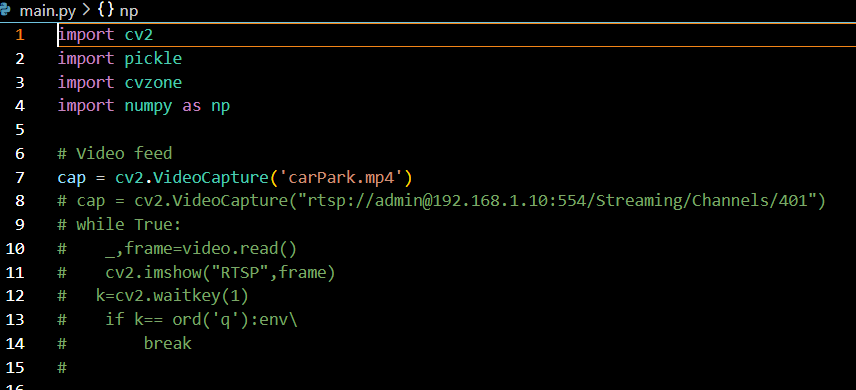 main.py > {} np
1 import cv2
2 import pickle
3 import cvzone
4 import numpy as np
5
6 # Video feed
7 cap = cv2.VideoCapture('carPark.mp4')
8 # cap = cv2.VideoCapture("rtsp://admin@192.168.1.10:554/Streaming/Channels/401")
9 # while True:
10 #    _,frame=video.read()
11 #    cv2.imshow("RTSP",frame)
12 #   k=cv2.waitkey(1)
13 #    if k== ord('q'):env\
14 #        break
15 #